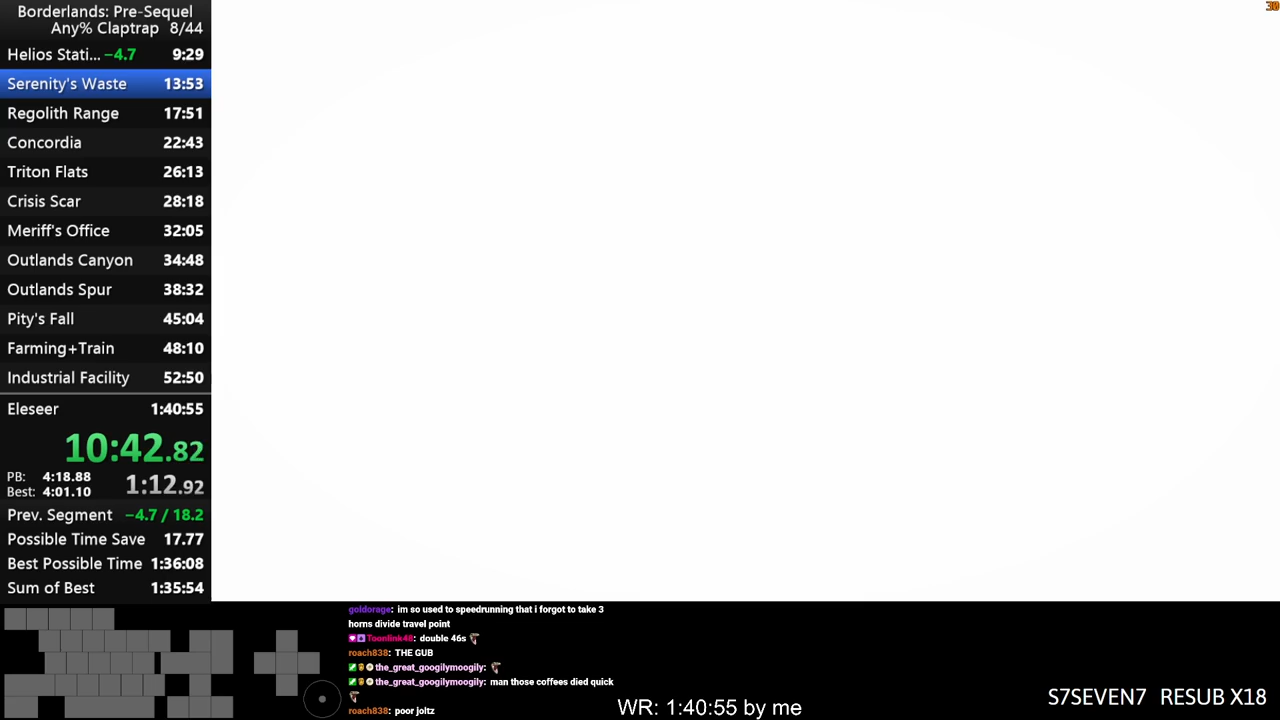 Borderlands: Pre-Sequel
Any% Claptrap 8/44
30
Helios Stati... −4.7 9:29
Serenity's Waste 13:53
Regolith Range 17:51
Concordia 22:43
Triton Flats 26:13
Crisis Scar 28:18
Meriff's Office 32:05
Outlands Canyon 34:48
Outlands Spur 38:32
Pity's Fall 45:04
Farming+Train 48:10
Industrial Facility 52:50
Eleseer 1:40:55
10:42.82
PB: 4:18.88
Best: 4:01.10
1:12.92
Prev. Segment −4.7 / 18.2
Possible Time Save 17.77
Best Possible Time 1:36:08
Sum of Best 1:35:54
goldorage: im so used to speedrunning that i forgot to take 3
horns divide travel point
Toonlink48: double 46s
roach838: THE GUB
the_great_googilymoogily:
the_great_googilymoogily: man those coffees died quick
roach838: poor joltz
WR: 1:40:55 by me
S7SEVEN7 RESUB X18